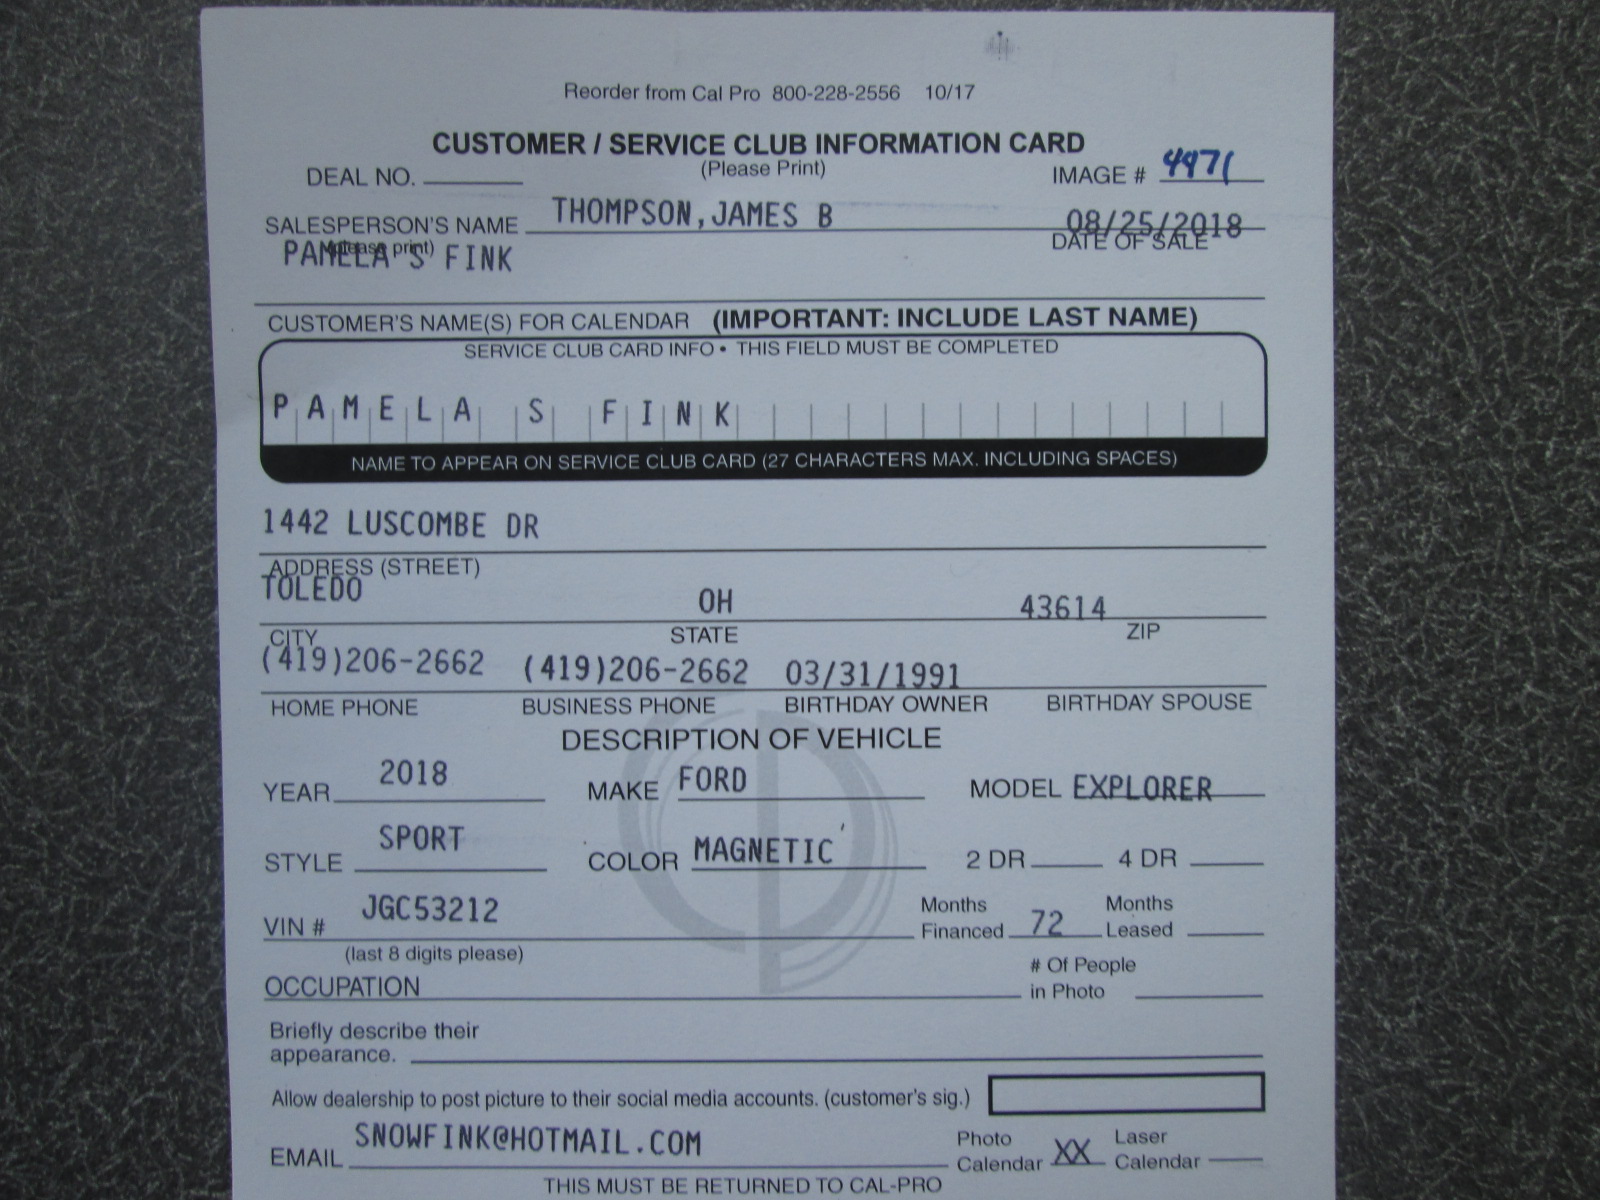 Reorder from Cal Pro 800-228-2556 10/17
CUSTOMER / SERVICE CLUB INFORMATION CARD
(Please Print)
DEAL NO. IMAGE # 4471
SALESPERSON'S NAME THOMPSON,JAMES B 08/25/2018
(please print) DATE OF SALE
PAMELA S FINK
CUSTOMER'S NAME(S) FOR CALENDAR (IMPORTANT: INCLUDE LAST NAME)
SERVICE CLUB CARD INFO • THIS FIELD MUST BE COMPLETED
PAMELA S FINK
NAME TO APPEAR ON SERVICE CLUB CARD (27 CHARACTERS MAX. INCLUDING SPACES)
1442 LUSCOMBE DR
ADDRESS (STREET)
TOLEDO OH 43614
CITY STATE ZIP
(419)206-2662 (419)206-2662 03/31/1991
HOME PHONE BUSINESS PHONE BIRTHDAY OWNER BIRTHDAY SPOUSE
DESCRIPTION OF VEHICLE
YEAR 2018 MAKE FORD MODEL EXPLORER
STYLE SPORT COLOR MAGNETIC 2 DR 4 DR
VIN # JGC53212 Months Financed 72 Months Leased
(last 8 digits please)
OCCUPATION # Of People in Photo
Briefly describe their
appearance.
Allow dealership to post picture to their social media accounts. (customer's sig.)
EMAIL SNOWFINK@HOTMAIL.COM Photo Calendar XX Laser Calendar
THIS MUST BE RETURNED TO CAL-PRO